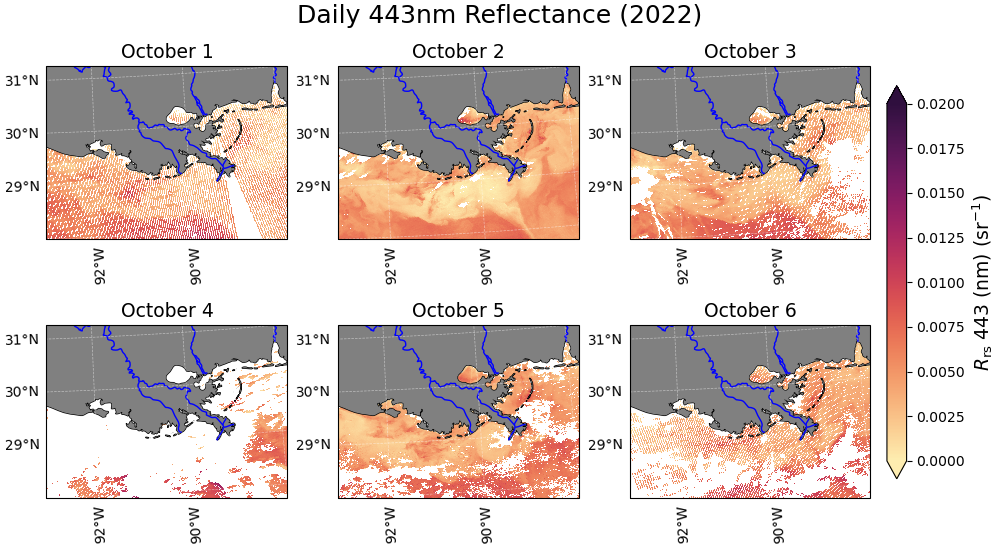 Daily 443nm Reflectance (2022)
October 1
October 2
October 3
31°N
30°N
29°N
31°N
30°N
29°N
31°N
30°N
29°N
92°W
90°W
92°W
90°W
92°W
90°W
October 4
October 5
October 6
31°N
30°N
29°N
31°N
30°N
29°N
31°N
30°N
29°N
92°W
90°W
92°W
90°W
92°W
90°W
0.0200
0.0175
0.0150
0.0125
0.0100
0.0075
0.0050
0.0025
0.0000
Rrs 443 (nm) (sr⁻¹)